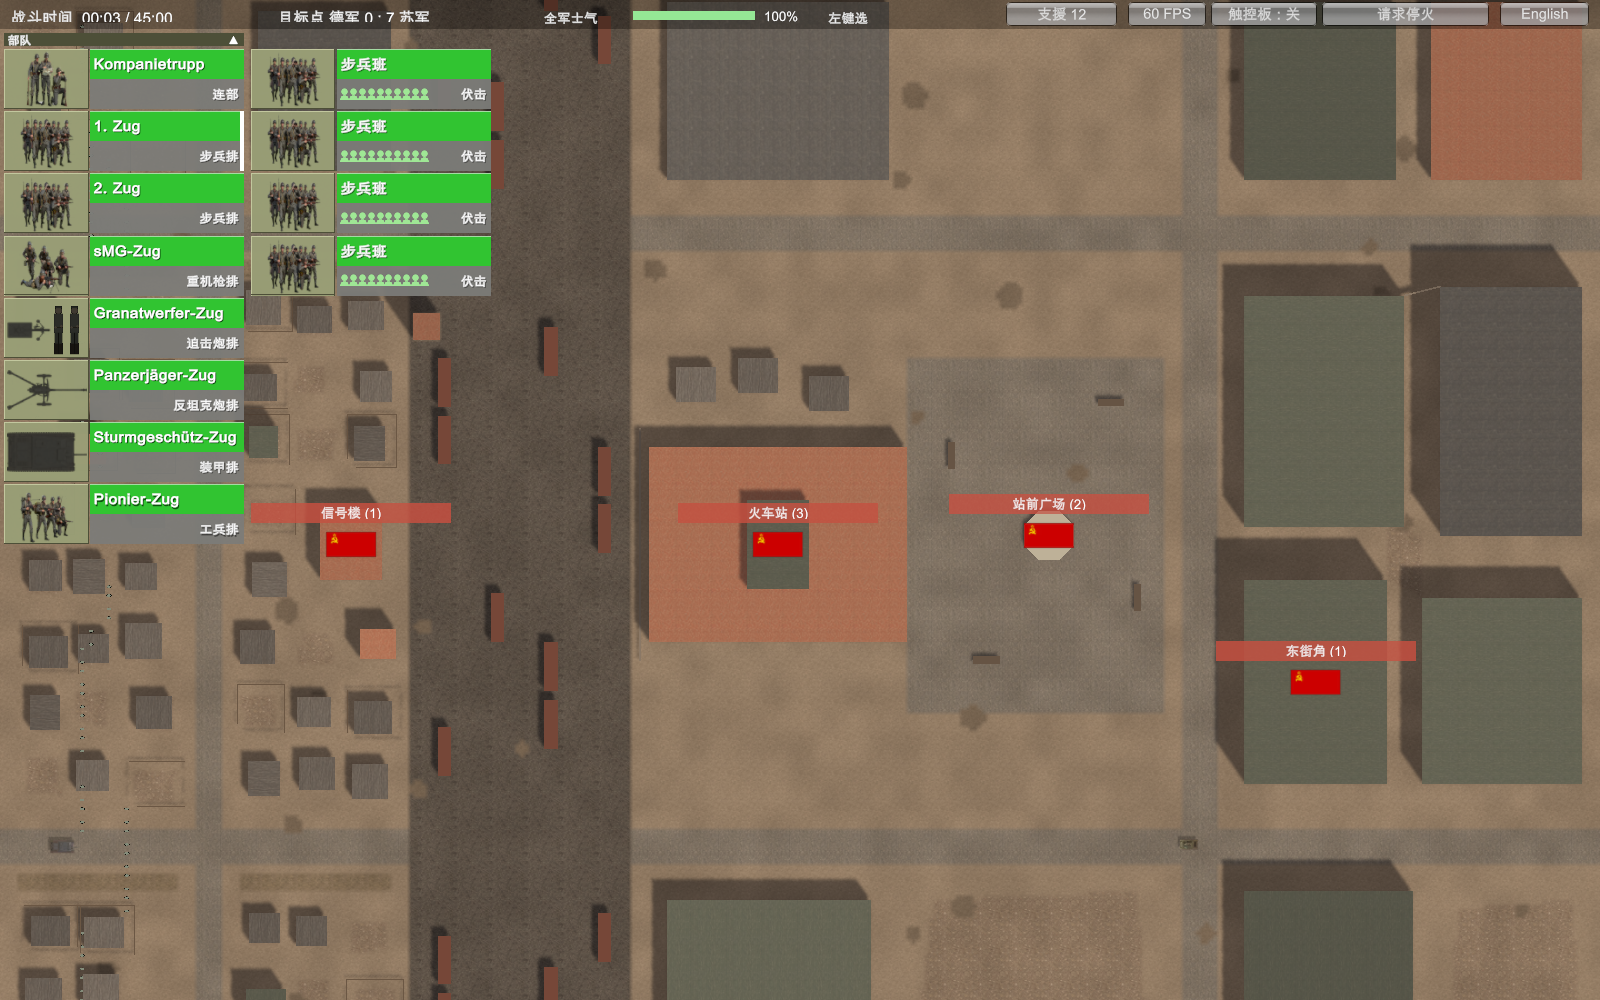 战斗时间 00:03 / 45:00
目标点 德军 0 : 7 苏军
全军士气
100%
左键选
支援 12
60 FPS
触控板：关
请求停火
English
部队 ▲
Kompanietrupp
连部
1. Zug
步兵排
2. Zug
步兵排
sMG-Zug
重机枪排
Granatwerfer-Zug
迫击炮排
Panzerjäger-Zug
反坦克炮排
Sturmgeschütz-Zug
装甲排
Pionier-Zug
工兵排
步兵班
伏击
步兵班
伏击
步兵班
伏击
步兵班
伏击
信号楼 (1)
火车站 (3)
站前广场 (2)
东街角 (1)